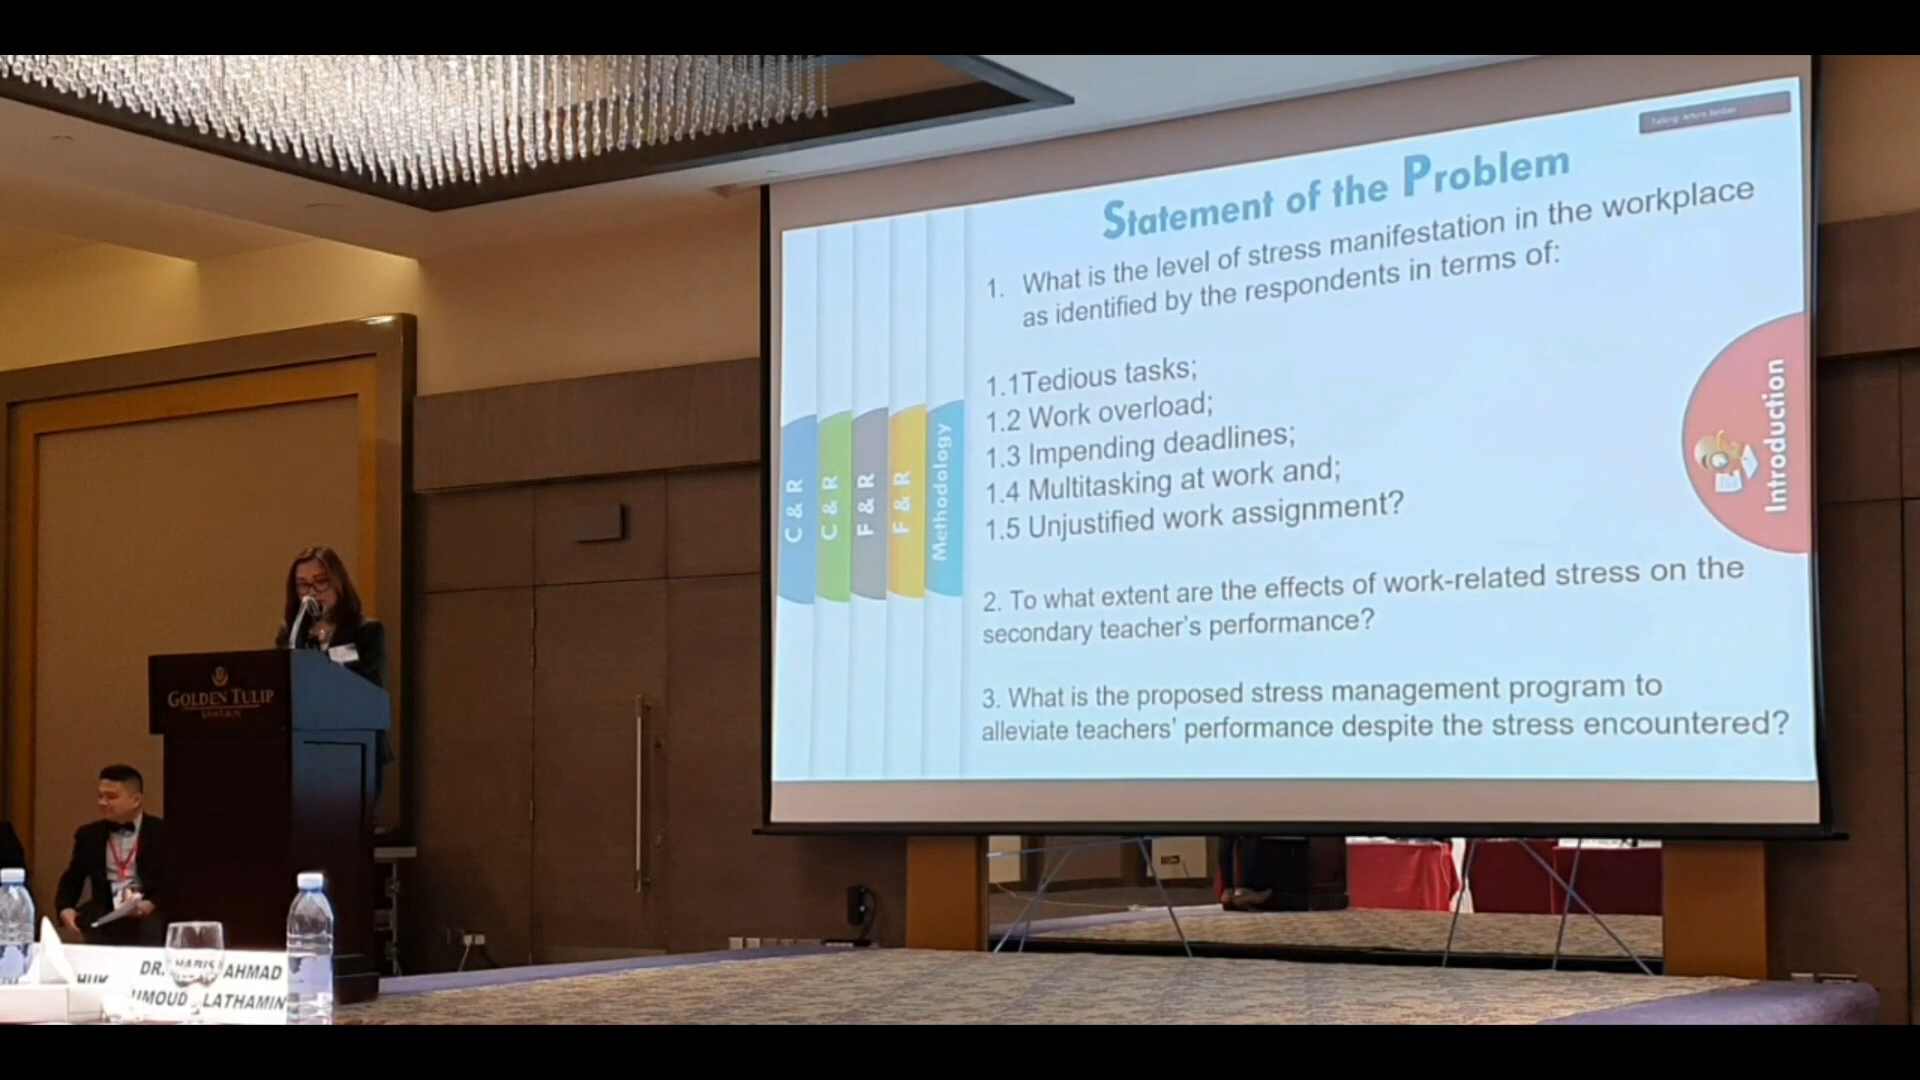 Statement of the Problem
1. What is the level of stress manifestation in the workplace
as identified by the respondents in terms of:
1.1Tedious tasks;
1.2 Work overload;
1.3 Impending deadlines;
1.4 Multitasking at work and;
1.5 Unjustified work assignment?
2. To what extent are the effects of work-related stress on the
secondary teacher's performance?
3. What is the proposed stress management program to
alleviate teachers' performance despite the stress encountered?
C & R
C & R
F & R
F & R
Methodology
Introduction
GOLDEN TULIP
DR. AHMAD
LATHAMIN